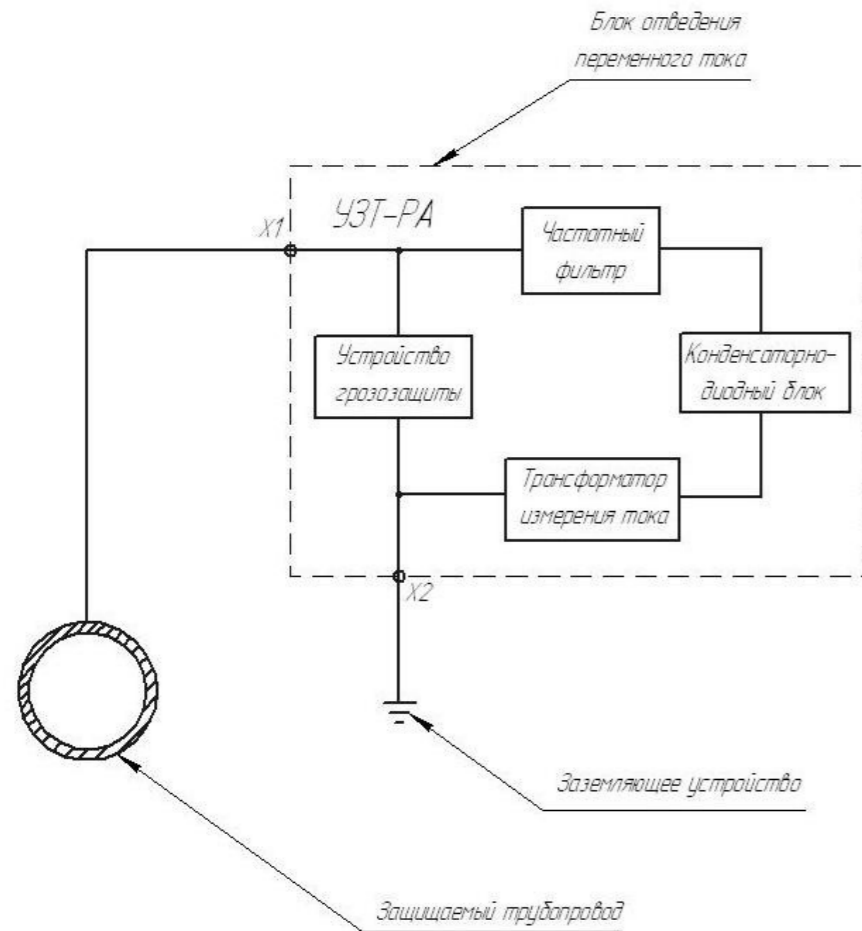 Блок отведения
переменного тока
УЗТ-РА
X1
Частотный
фильтр
Устройство
грозозащиты
Конденсаторно-
диодный блок
Трансформатор
измерения тока
X2
Заземляющее устройство
Защищаемый трубопровод